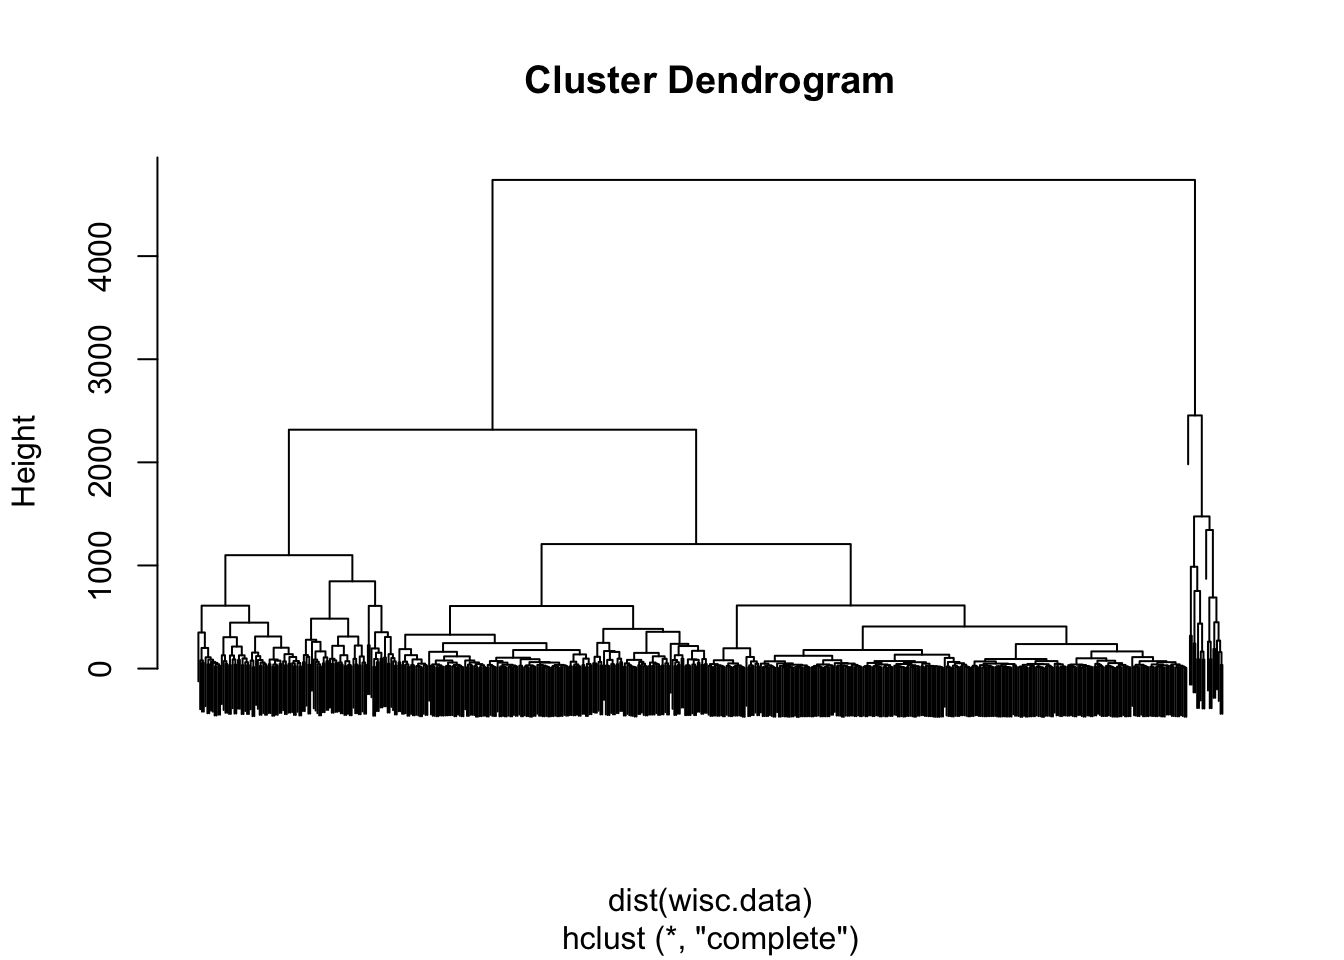 Cluster Dendrogram
Height
4000
3000
2000
1000
0
dist(wisc.data)
hclust (*, "complete")